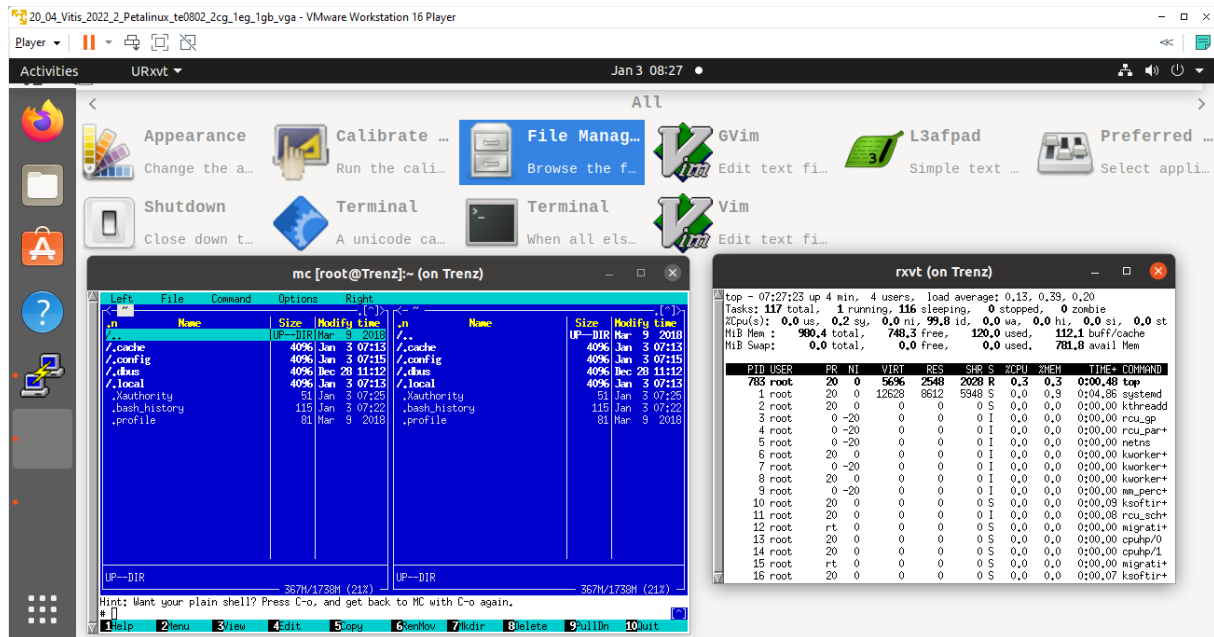 20_04_Vitis_2022_2_Petalinux_te0802_2cg_1eg_1gb_vga - VMware Workstation 16 Player
Player
Activities URxvt Jan 3 08:27
All
Appearance
Change the a…
Calibrate …
Run the cali…
File Manag…
Browse the f…
GVim
Edit text fi…
L3afpad
Simple text …
Preferred …
Select appli…
Shutdown
Close down t…
Terminal
A unicode ca…
Terminal
When all els…
Vim
Edit text fi…
mc [root@Trenz]:~ (on Trenz)
Left File Command Options Right
<- ~ .[^]> <- ~ .[^]>
.n Name Size Modify time .n Name Size Modify time
/.. UP--DIR Mar 9 2018 /.. UP--DIR Mar 9 2018
/.cache 4096 Jan 3 07:13 /.cache 4096 Jan 3 07:13
/.config 4096 Jan 3 07:15 /.config 4096 Jan 3 07:15
/.dbus 4096 Dec 28 11:12 /.dbus 4096 Dec 28 11:12
/.local 4096 Jan 3 07:13 /.local 4096 Jan 3 07:13
.Xauthority 51 Jan 3 07:25 .Xauthority 51 Jan 3 07:25
.bash_history 115 Jan 3 07:22 .bash_history 115 Jan 3 07:22
.profile 81 Mar 9 2018 .profile 81 Mar 9 2018
UP--DIR UP--DIR
367M/1738M (21%) 367M/1738M (21%)
Hint: Want your plain shell? Press C-o, and get back to MC with C-o again.
# [^]
1Help 2Menu 3View 4Edit 5Copy 6RenMov 7Mkdir 8Delete 9PullDn 10Quit
rxvt (on Trenz)
top - 07:27:23 up 4 min, 4 users, load average: 0.13, 0.39, 0.20
Tasks: 117 total, 1 running, 116 sleeping, 0 stopped, 0 zombie
%Cpu(s): 0.0 us, 0.2 sy, 0.0 ni, 99.8 id, 0.0 wa, 0.0 hi, 0.0 si, 0.0 st
MiB Mem : 980.4 total, 748.3 free, 120.0 used, 112.1 buff/cache
MiB Swap: 0.0 total, 0.0 free, 0.0 used. 781.8 avail Mem
PID USER PR NI VIRT RES SHR S %CPU %MEM TIME+ COMMAND
783 root 20 0 5696 2548 2028 R 0.3 0.3 0:00.48 top
1 root 20 0 12628 8612 5948 S 0.0 0.9 0:04.86 systemd
2 root 20 0 0 0 0 S 0.0 0.0 0:00.00 kthreadd
3 root 0 -20 0 0 0 I 0.0 0.0 0:00.00 rcu_gp
4 root 0 -20 0 0 0 I 0.0 0.0 0:00.00 rcu_par+
5 root 0 -20 0 0 0 I 0.0 0.0 0:00.00 netns
6 root 20 0 0 0 0 I 0.0 0.0 0:00.00 kworker+
7 root 0 -20 0 0 0 I 0.0 0.0 0:00.00 kworker+
8 root 20 0 0 0 0 I 0.0 0.0 0:00.00 kworker+
9 root 0 -20 0 0 0 I 0.0 0.0 0:00.00 mm_perc+
10 root 20 0 0 0 0 S 0.0 0.0 0:00.09 ksoftir+
11 root 20 0 0 0 0 I 0.0 0.0 0:00.08 rcu_sch+
12 root rt 0 0 0 0 S 0.0 0.0 0:00.00 migrati+
13 root 20 0 0 0 0 S 0.0 0.0 0:00.00 cpuhp/0
14 root 20 0 0 0 0 S 0.0 0.0 0:00.00 cpuhp/1
15 root rt 0 0 0 0 S 0.0 0.0 0:00.00 migrati+
16 root 20 0 0 0 0 S 0.0 0.0 0:00.07 ksoftir+